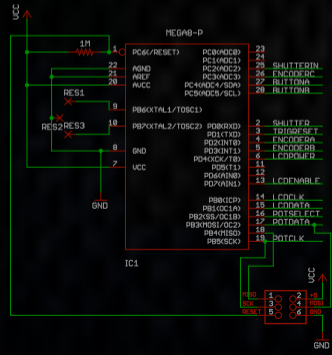 VCC
MEGA8-P
1M
1 PC6(/RESET) PC0(ADC0) 23
PC1(ADC1) 24
22 AGND PC2(ADC2) 25 SHUTTERIN
21 AREF PC3(ADC3) 26 ENCODERC
20 AVCC PC4(ADC4/SDA) 27 BUTTONA
PC5(ADC5/SCL) 28 BUTTONB
RES1
9 PB6(XTAL1/TOSC1)
RES2 RES3
10 PB7(XTAL2/TOSC2) PD0(RXD) 2 SHUTTER
PD1(TXD) 3 TRIGRESET
PD2(INT0) 4 ENCODERA
8 GND PD3(INT1) 5 ENCODERB
PD4(XCK/T0) 6 LCDPOWER
7 VCC PD5(T1) 11
PD6(AIN0) 12
PD7(AIN1) 13 LCDENABLE
GND
PB0(ICP) 14 LCDCLK
PB1(OC1A) 15 LCDDATA
PB2(SS/OC1B) 16 POTSELECT
PB3(MOSI/OC2) 17 POTDATA
PB4(MISO) 18
PB5(SCK) 19 POTCLK
IC1
VCC
MISO 1 2 +5
SCK 3 4 MOSI
RESET 5 6 GND
GND